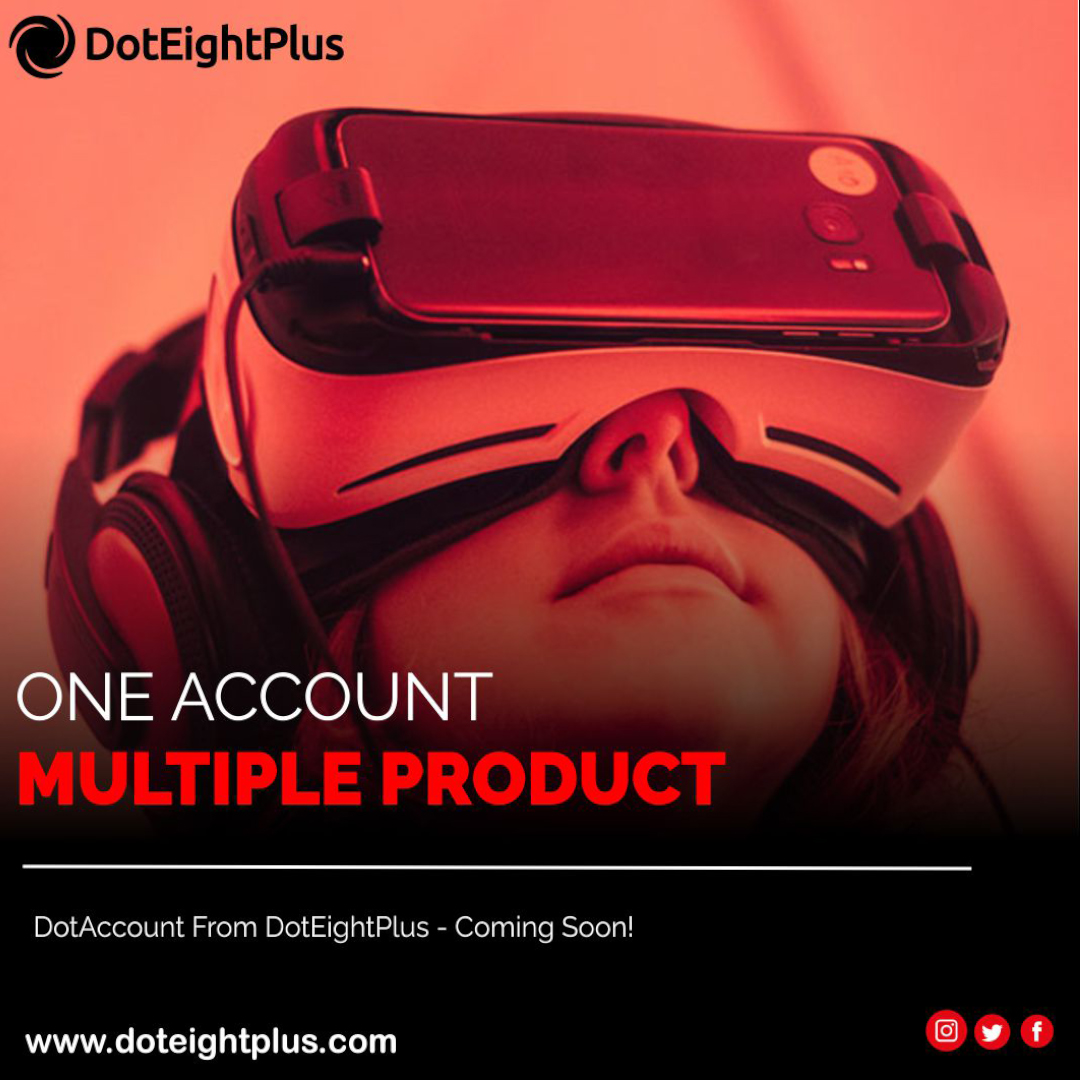 DotEightPlus
ONE ACCOUNT
MULTIPLE PRODUCT
DotAccount From DotEightPlus - Coming Soon!
www.doteightplus.com